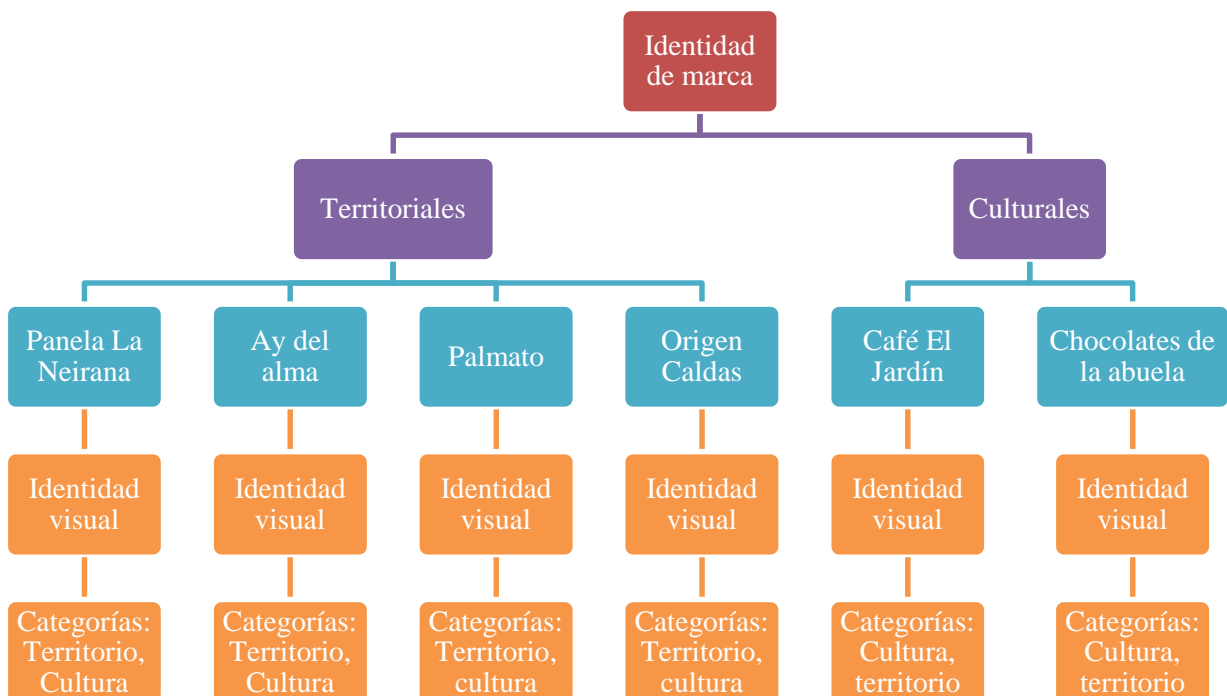 Identidad
de marca
Territoriales
Culturales
Panela La
Neirana
Ay del
alma
Palmato
Origen
Caldas
Café El
Jardín
Chocolates de
la abuela
Identidad
visual
Identidad
visual
Identidad
visual
Identidad
visual
Identidad
visual
Identidad
visual
Categorías:
Territorio,
Cultura
Categorías:
Territorio,
Cultura
Categorías:
Territorio,
cultura
Categorías:
Territorio,
cultura
Categorías:
Cultura,
territorio
Categorías:
Cultura,
territorio